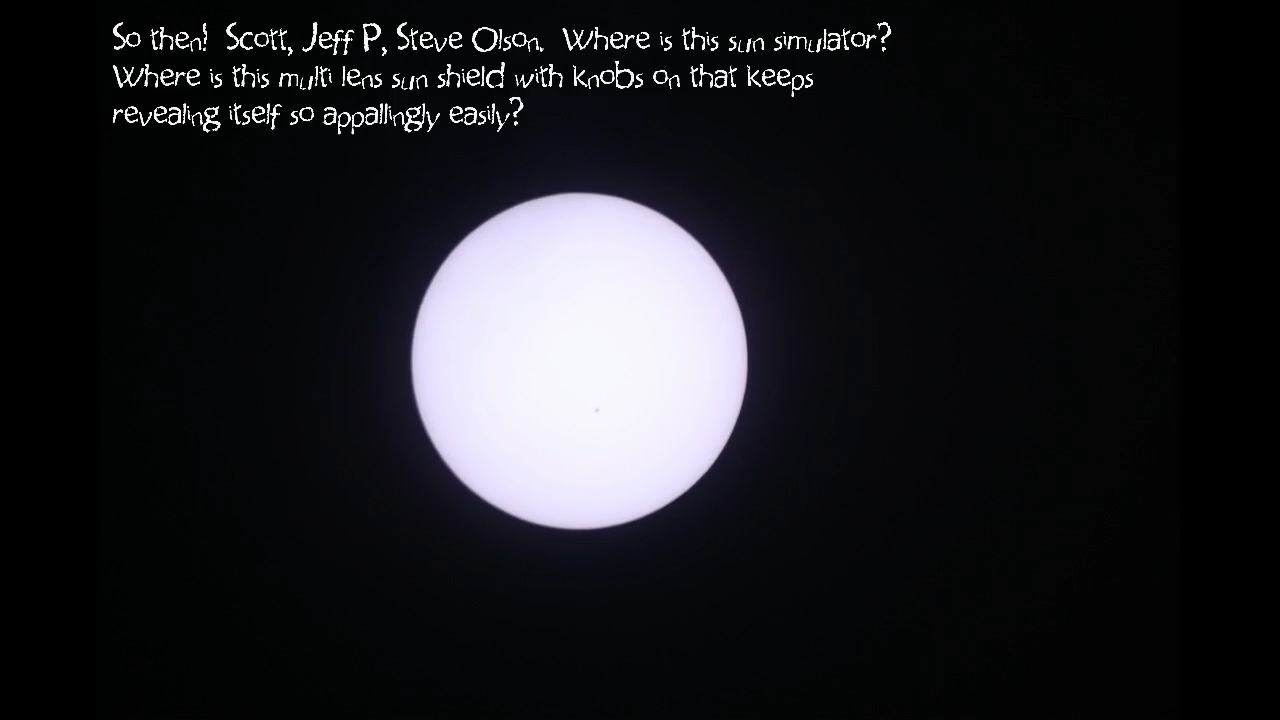 So then!  Scott, Jeff P, Steve Olson.  Where is this sun simulator?
Where is this multi lens sun shield with knobs on that keeps
revealing itself so appallingly easily?